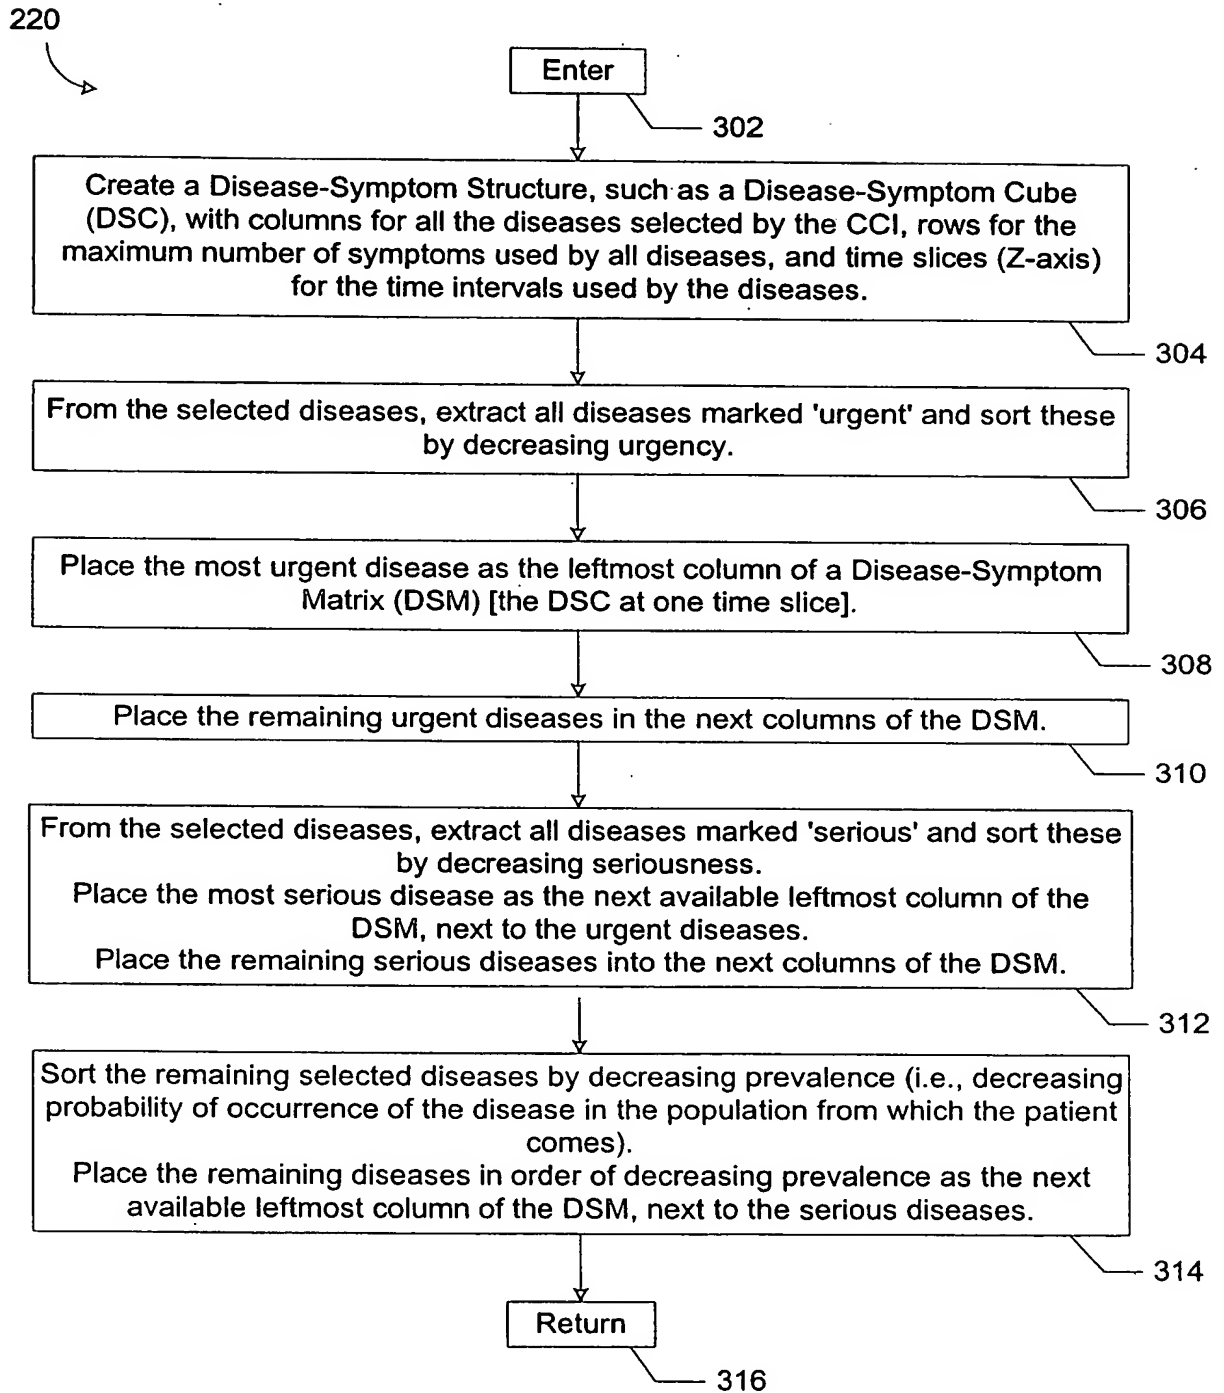 220
Enter
302
Create a Disease-Symptom Structure, such as a Disease-Symptom Cube
(DSC), with columns for all the diseases selected by the CCI, rows for the
maximum number of symptoms used by all diseases, and time slices (Z-axis)
for the time intervals used by the diseases.
304
From the selected diseases, extract all diseases marked 'urgent' and sort these
by decreasing urgency.
306
Place the most urgent disease as the leftmost column of a Disease-Symptom
Matrix (DSM) [the DSC at one time slice].
308
Place the remaining urgent diseases in the next columns of the DSM.
310
From the selected diseases, extract all diseases marked 'serious' and sort these
by decreasing seriousness.
Place the most serious disease as the next available leftmost column of the
DSM, next to the urgent diseases.
Place the remaining serious diseases into the next columns of the DSM.
312
Sort the remaining selected diseases by decreasing prevalence (i.e., decreasing
probability of occurrence of the disease in the population from which the patient
comes).
Place the remaining diseases in order of decreasing prevalence as the next
available leftmost column of the DSM, next to the serious diseases.
314
Return
316